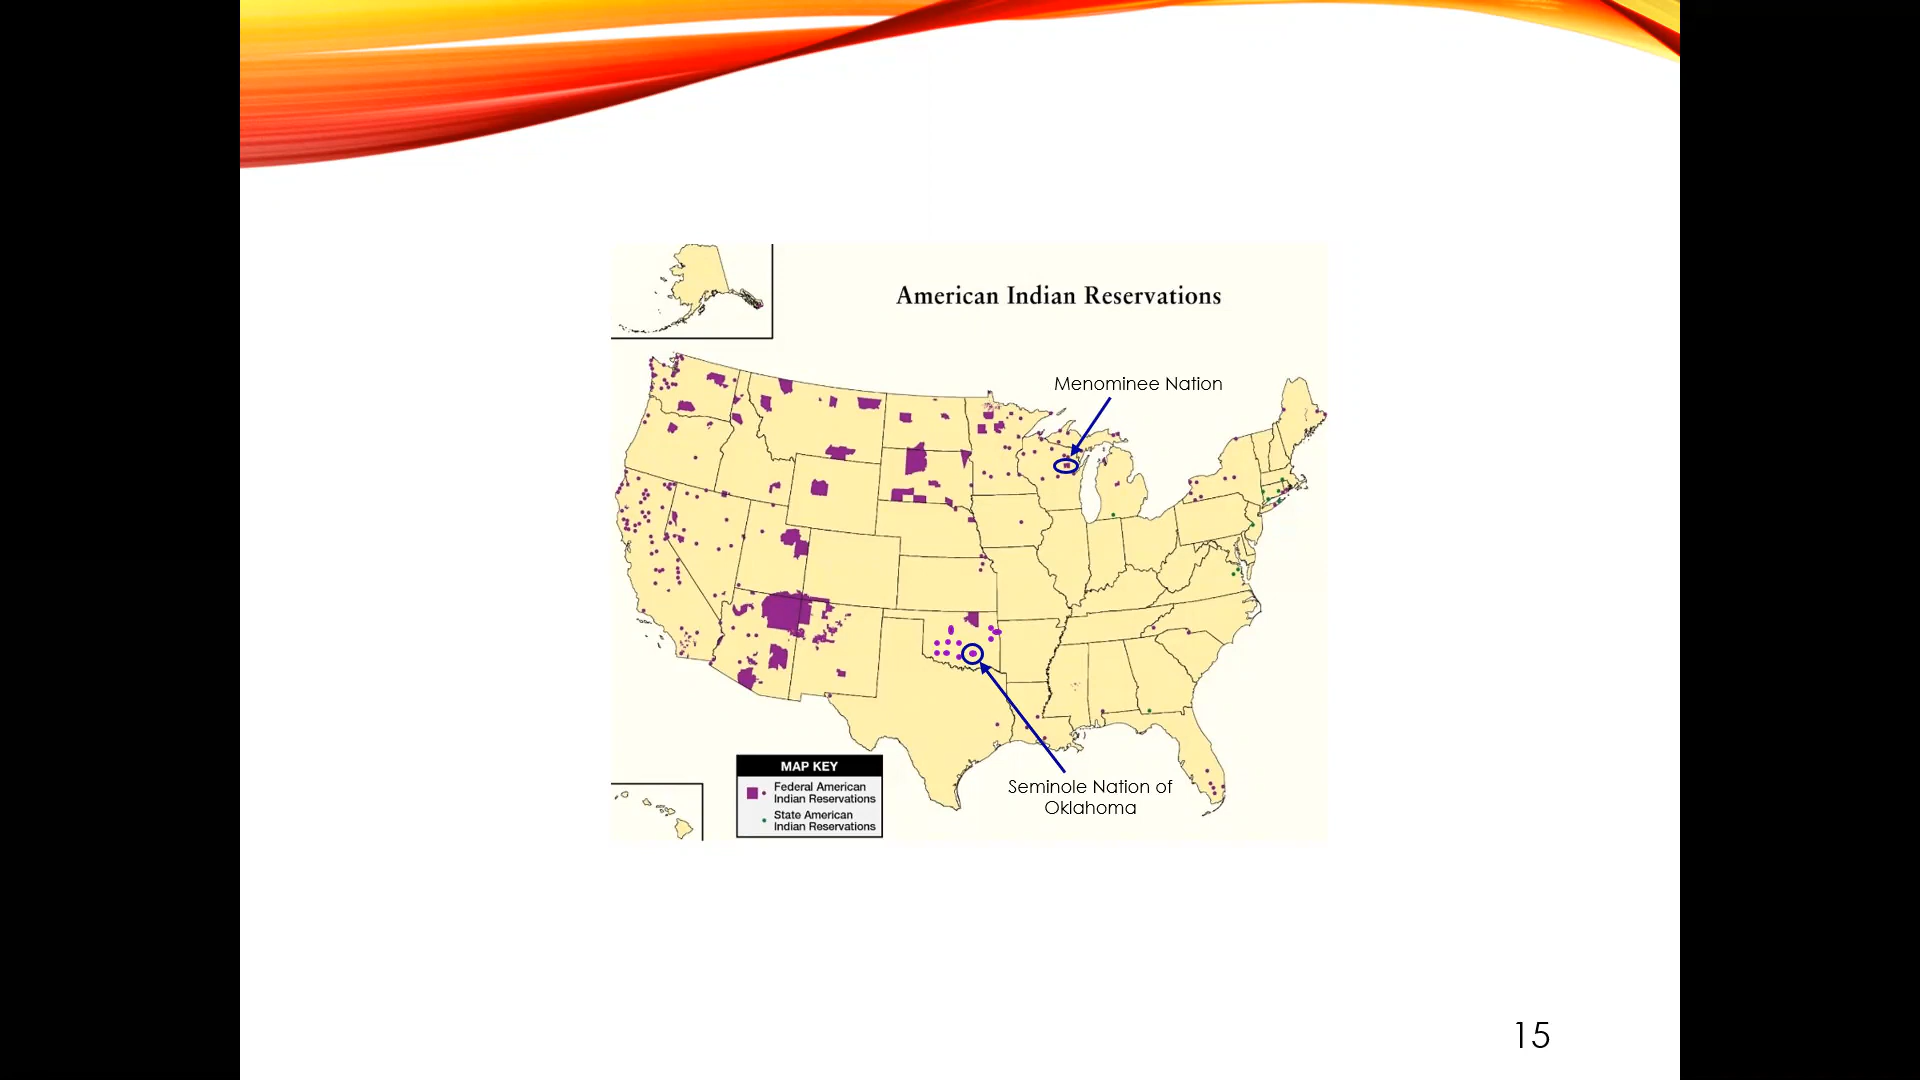 American Indian Reservations
Menominee Nation
Seminole Nation of
Oklahoma
MAP KEY
Federal American
Indian Reservations
State American
Indian Reservations
15